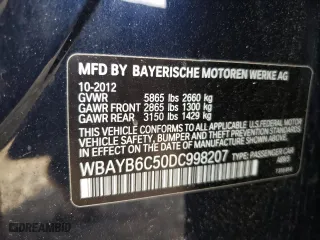 MFD BY BAYERISCHE MOTOREN WERKE AG
10-2012
GVWR 5865 lbs 2660 kg
GAWR FRONT 2865 lbs 1300 kg
GAWR REAR 3150 lbs 1429 kg
THIS VEHICLE CONFORMS TO ALL APPLICABLE FEDERAL MOTOR
VEHICLE SAFETY, BUMPER, AND THEFT PREVENTION STANDARDS
IN EFFECT ON THE DATE OF MANUFACTURE SHOWN ABOVE.
WBAYB6C50DC998207 TYPE: PASSENGER CAR